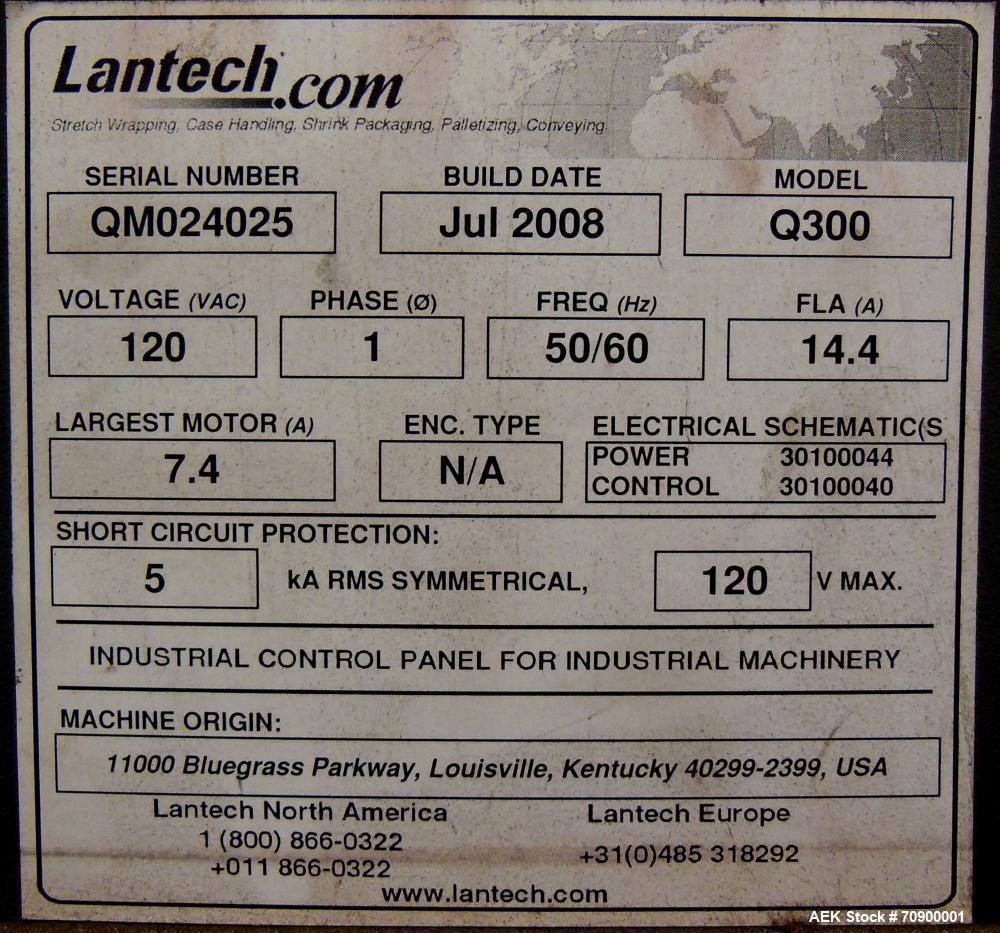 Lantech.com
Stretch Wrapping, Case Handling, Shrink Packaging, Palletizing, Conveying.
SERIAL NUMBER BUILD DATE MODEL
QM024025 Jul 2008 Q300
VOLTAGE (VAC) PHASE (Ø) FREQ (Hz) FLA (A)
120 1 50/60 14.4
LARGEST MOTOR (A) ENC. TYPE ELECTRICAL SCHEMATIC(S
7.4 N/A POWER 30100044
CONTROL 30100040
SHORT CIRCUIT PROTECTION:
5 kA RMS SYMMETRICAL, 120 V MAX.
INDUSTRIAL CONTROL PANEL FOR INDUSTRIAL MACHINERY
MACHINE ORIGIN:
11000 Bluegrass Parkway, Louisville, Kentucky 40299-2399, USA
Lantech North America Lantech Europe
1 (800) 866-0322
+31(0)485 318292
+011 866-0322
www.lantech.com
AEK Stock # 70900001